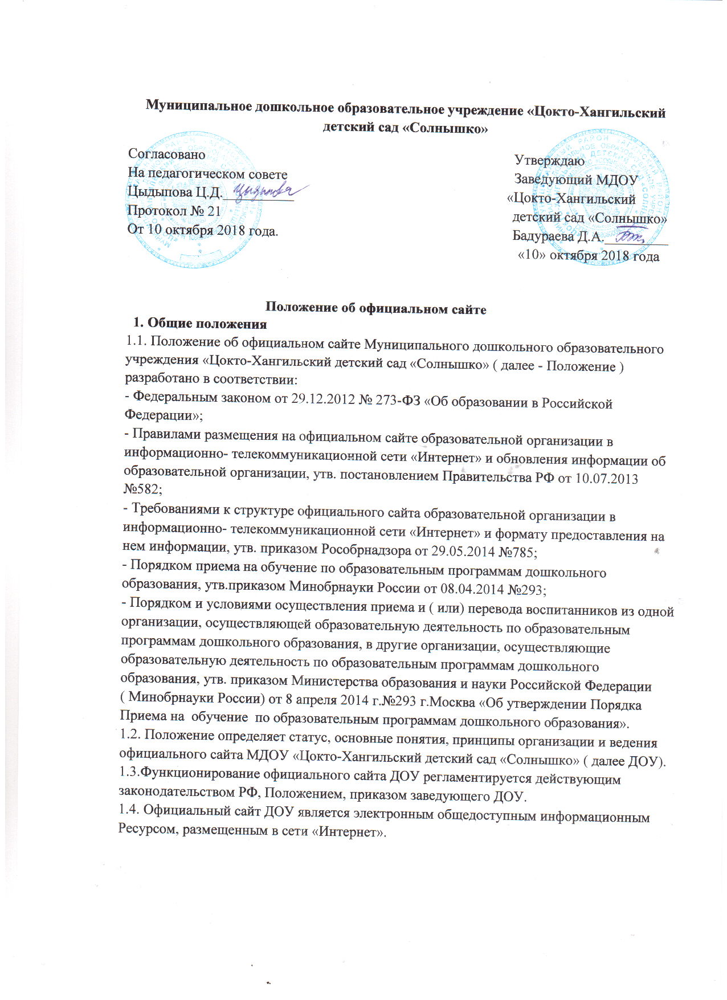 Муниципальное дошкольное образовательное учреждение «Цокто-Хангильский
детский сад «Солнышко»
Согласовано
На педагогическом совете
Цыдыпова Ц.Д.__________ Цыдыпова
Протокол № 21
От 10 октября 2018 года.
Утверждаю
Заведующий МДОУ
«Цокто-Хангильский
детский сад «Солнышко»
Бадураева Д.А._________
«10» октября 2018 года
Положение об официальном сайте
1. Общие положения
1.1. Положение об официальном сайте Муниципального дошкольного образовательного
учреждения «Цокто-Хангильский детский сад «Солнышко» ( далее - Положение )
разработано в соответствии:
- Федеральным законом от 29.12.2012 № 273-ФЗ «Об образовании в Российской
Федерации»;
- Правилами размещения на официальном сайте образовательной организации в
информационно- телекоммуникационной сети «Интернет» и обновления информации об
образовательной организации, утв. постановлением Правительства РФ от 10.07.2013
№582;
- Требованиями к структуре официального сайта образовательной организации в
информационно- телекоммуникационной сети «Интернет» и формату предоставления на
нем информации, утв. приказом Рособрнадзора от 29.05.2014 №785;
- Порядком приема на обучение по образовательным программам дошкольного
образования, утв.приказом Минобрнауки России от 08.04.2014 №293;
- Порядком и условиями осуществления приема и ( или) перевода воспитанников из одной
организации, осуществляющей образовательную деятельность по образовательным
программам дошкольного образования, в другие организации, осуществляющие
образовательную деятельность по образовательным программам дошкольного
образования, утв. приказом Министерства образования и науки Российской Федерации
( Минобрнауки России) от 8 апреля 2014 г.№293 г.Москва «Об утверждении Порядка
Приема на обучение по образовательным программам дошкольного образования».
1.2. Положение определяет статус, основные понятия, принципы организации и ведения
официального сайта МДОУ «Цокто-Хангильский детский сад «Солнышко» ( далее ДОУ).
1.3.Функционирование официального сайта ДОУ регламентируется действующим
законодательством РФ, Положением, приказом заведующего ДОУ.
1.4. Официальный сайт ДОУ является электронным общедоступным информационным
Ресурсом, размещенным в сети «Интернет».